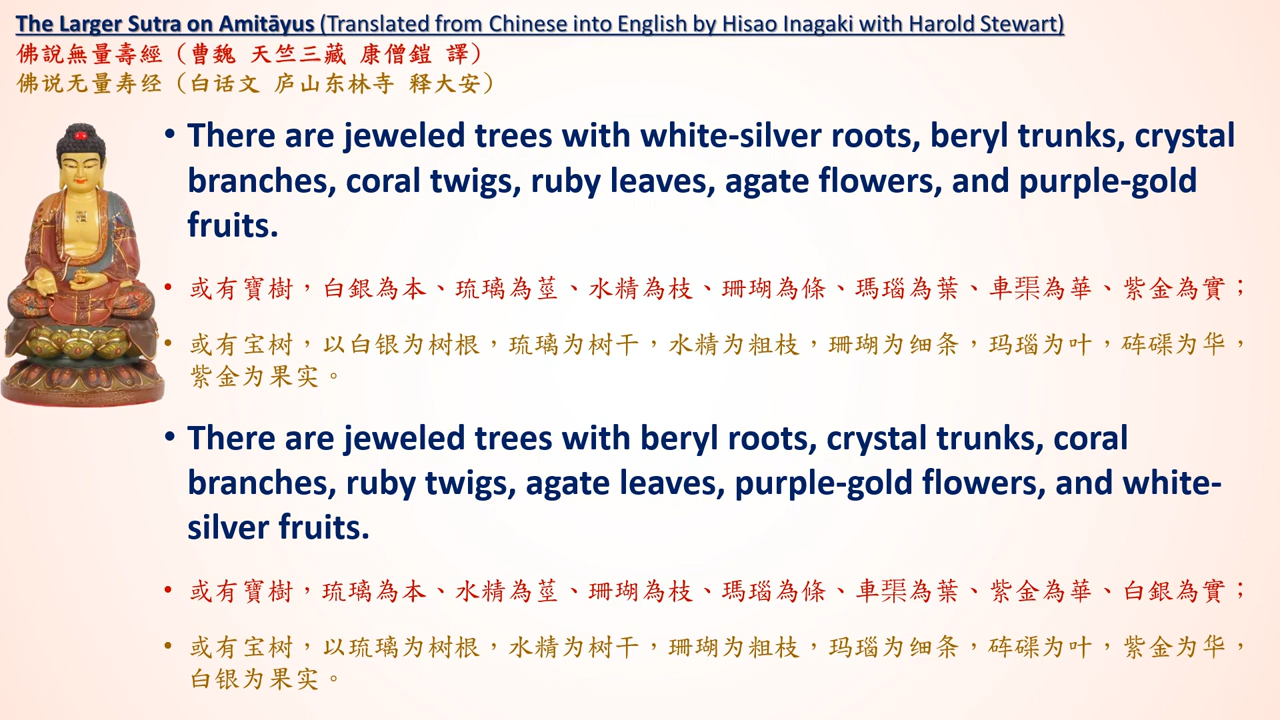 The Larger Sutra on Amitāyus (Translated from Chinese into English by Hisao Inagaki with Harold Stewart)
佛說無量壽經（曹魏 天竺三藏 康僧鎧 譯）
佛说无量寿经（白话文 庐山东林寺 释大安）
• There are jeweled trees with white-silver roots, beryl trunks, crystal
branches, coral twigs, ruby leaves, agate flowers, and purple-gold
fruits.
• 或有寶樹，白銀為本、琉璃為莖、水精為枝、珊瑚為條、瑪瑙為葉、車𤦲為華、紫金為實；
• 或有宝树，以白银为树根，琉璃为树干，水精为粗枝，珊瑚为细条，玛瑙为叶，砗磲为华，
紫金为果实。
• There are jeweled trees with beryl roots, crystal trunks, coral
branches, ruby twigs, agate leaves, purple-gold flowers, and white-
silver fruits.
• 或有寶樹，琉璃為本、水精為莖、珊瑚為枝、瑪瑙為條、車𤦲為葉、紫金為華、白銀為實；
• 或有宝树，以琉璃为树根，水精为树干，珊瑚为粗枝，玛瑙为细条，砗磲为叶，紫金为华，
白银为果实。